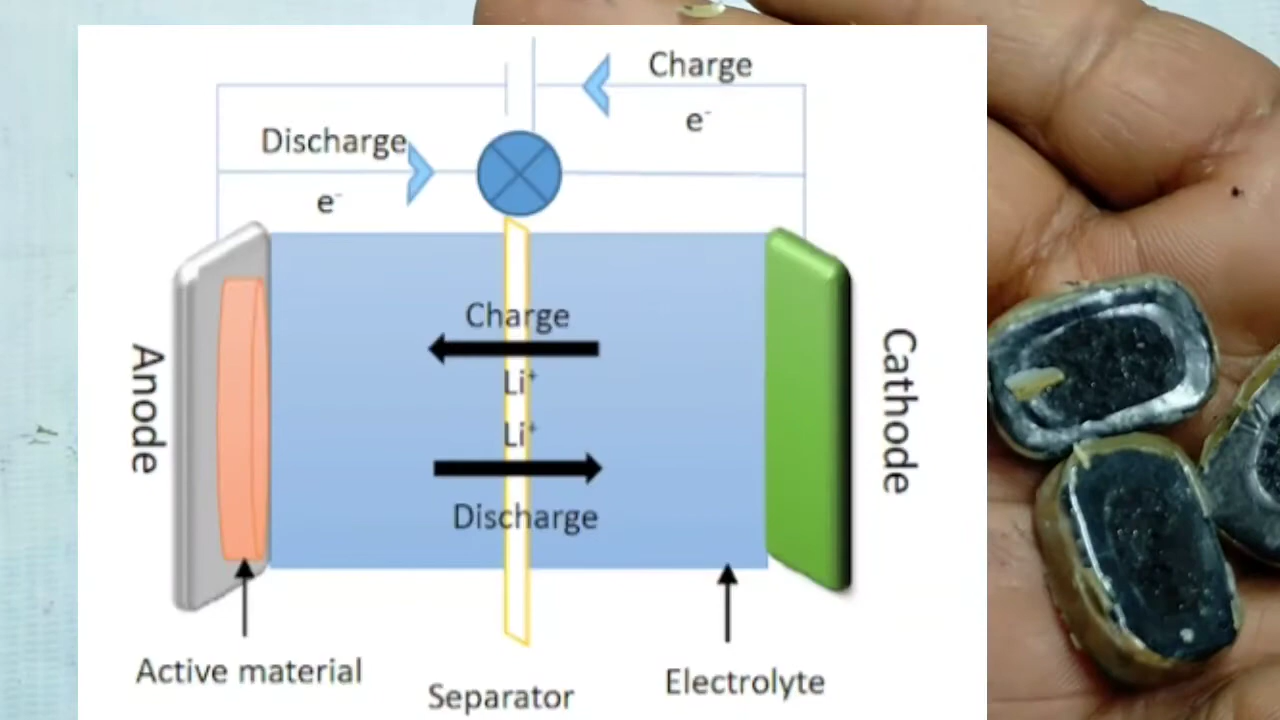 Charge
e⁻
Discharge
e⁻
Charge
Li⁺
Li⁺
Discharge
Anode
Cathode
Active material
Separator
Electrolyte